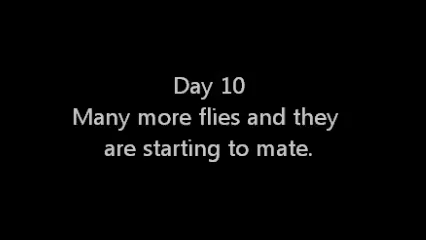 Day 10
Many more flies and they
are starting to mate.